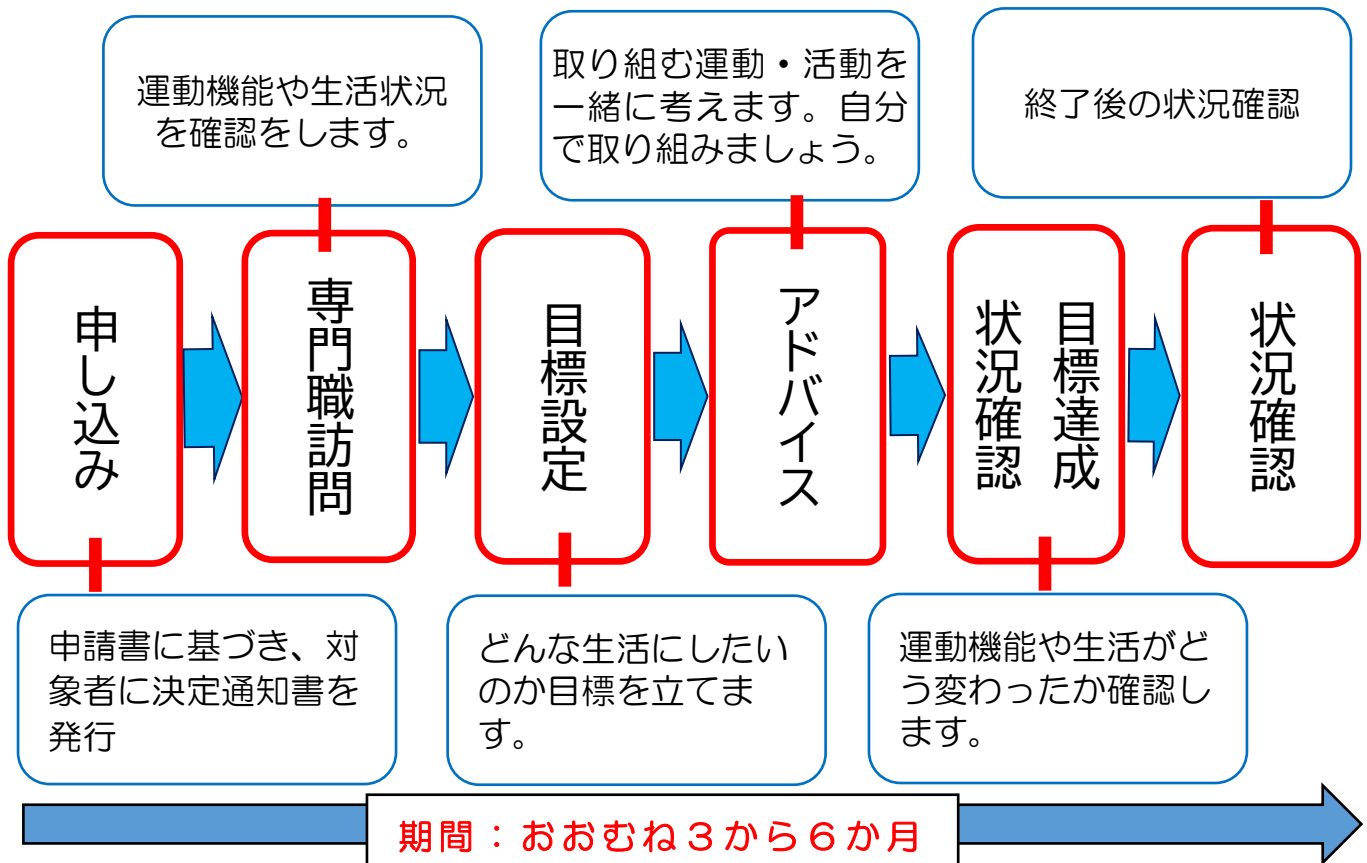 運動機能や生活状況
を確認をします。
取り組む運動・活動を
一緒に考えます。自分
で取り組みましょう。
終了後の状況確認
申し込み
専門職訪問
目標設定
アドバイス
目標達成
状況確認
状況確認
申請書に基づき、対
象者に決定通知書を
発行
どんな生活にしたい
のか目標を立てま
す。
運動機能や生活がど
う変わったか確認し
ます。
期間：おおむね３から６か月